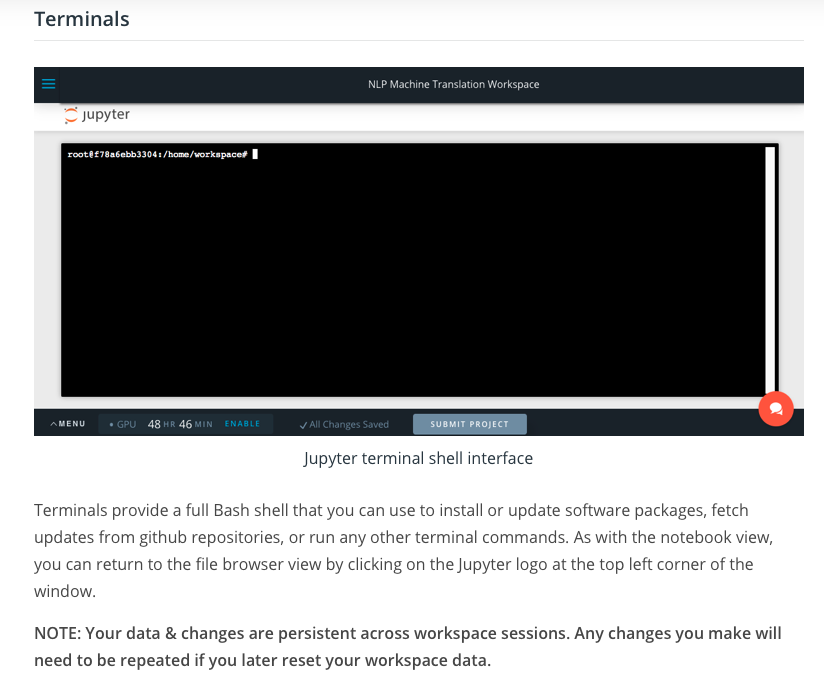 Terminals
NLP Machine Translation Workspace
jupyter
root@f78a6ebb3304:/home/workspace#
MENU
GPU 48 HR 46 MIN ENABLE
All Changes Saved
SUBMIT PROJECT
Jupyter terminal shell interface
Terminals provide a full Bash shell that you can use to install or update software packages, fetch
updates from github repositories, or run any other terminal commands. As with the notebook view,
you can return to the file browser view by clicking on the Jupyter logo at the top left corner of the
window.
NOTE: Your data & changes are persistent across workspace sessions. Any changes you make will
need to be repeated if you later reset your workspace data.